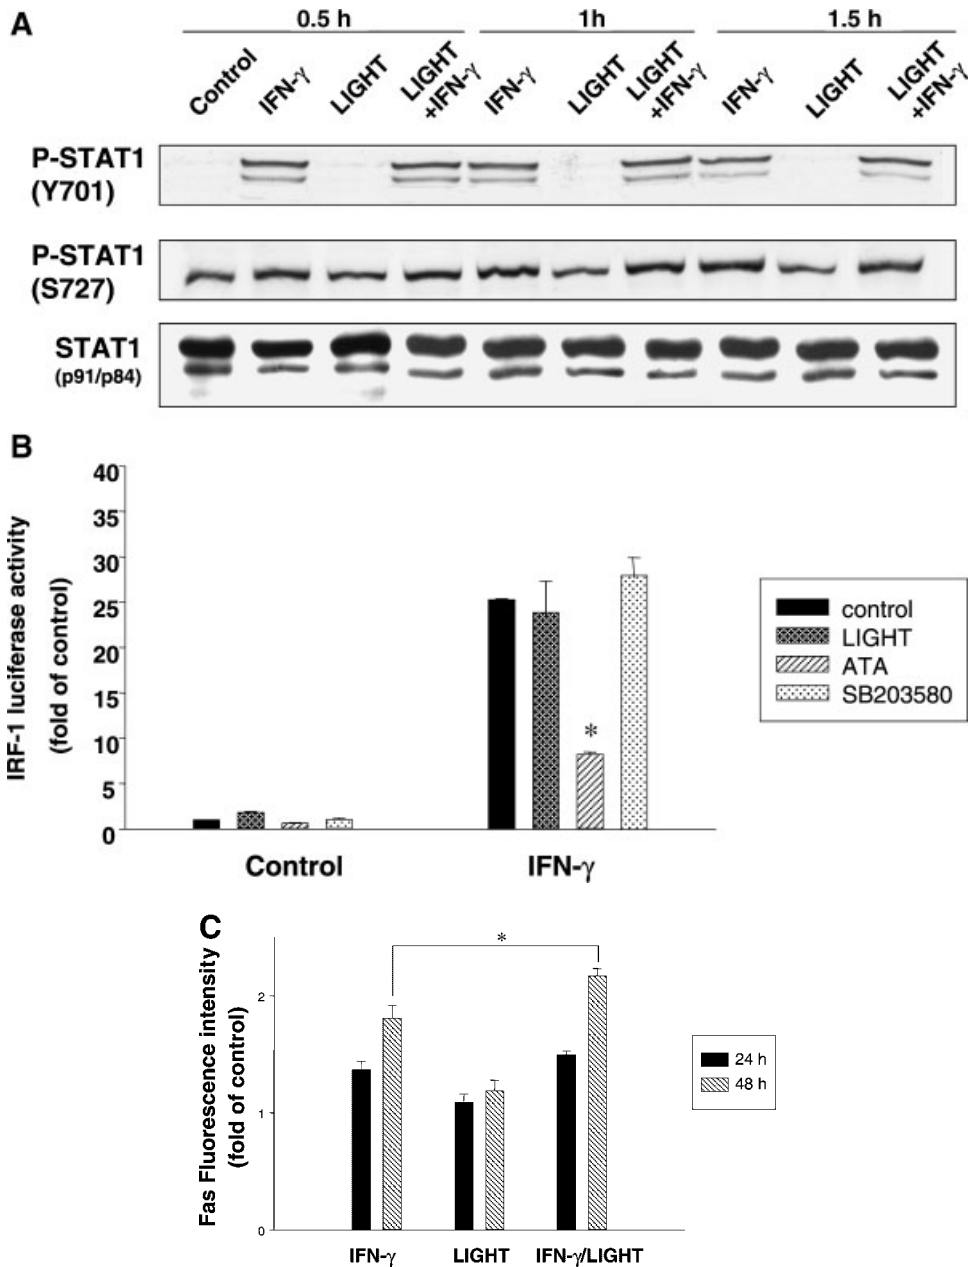 A
0.5 h
1h
1.5 h
Control
IFN-γ
LIGHT
LIGHT
+IFN-γ
IFN-γ
LIGHT
LIGHT
+IFN-γ
IFN-γ
LIGHT
LIGHT
+IFN-γ
P-STAT1
(Y701)
P-STAT1
(S727)
STAT1
(p91/p84)
B
IRF-1 luciferase activity
(fold of control)
40
35
30
25
20
15
10
5
0
*
Control
IFN-γ
control
LIGHT
ATA
SB203580
C
Fas Fluorescence intensity
(fold of control)
2
1
0
*
IFN-γ
LIGHT
IFN-γ/LIGHT
24 h
48 h